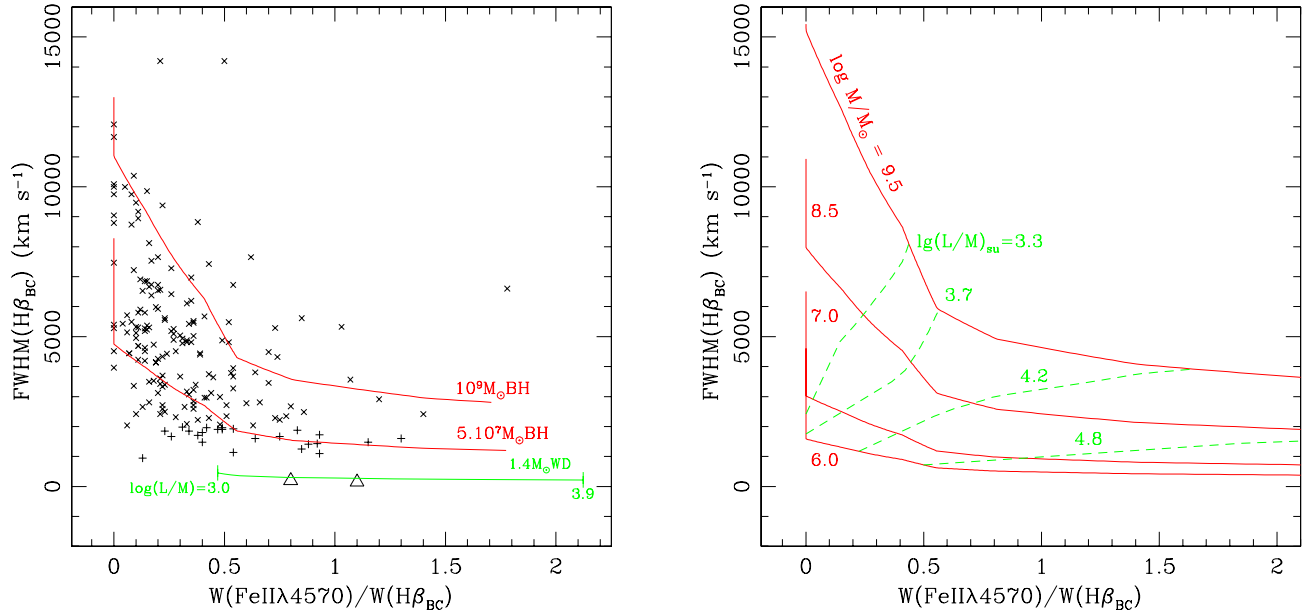 15000
10000
5000
0
FWHM(Hβ_BC) (km s⁻¹)
10⁹M⊙BH
5.10⁷M⊙BH
1.4M⊙WD
log(L/M)=3.0
3.9
0
0.5
1
1.5
2
W(FeIIλ4570)/W(Hβ_BC)
15000
10000
5000
0
FWHM(Hβ_BC) (km s⁻¹)
log M/M⊙ = 9.5
8.5
lg(L/M)_su=3.3
3.7
7.0
4.2
4.8
6.0
0
0.5
1
1.5
2
W(FeIIλ4570)/W(Hβ_BC)